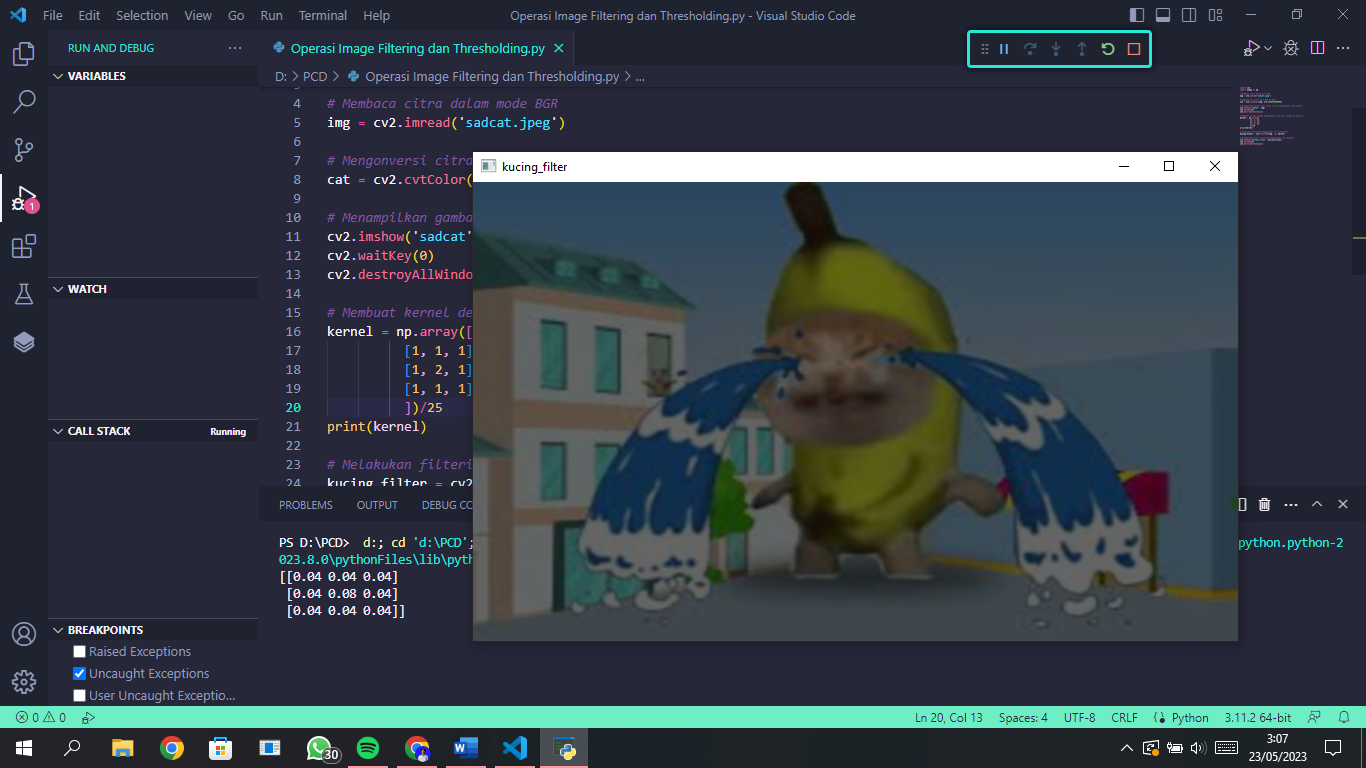 File Edit Selection View Go Run Terminal Help
Operasi Image Filtering dan Thresholding.py - Visual Studio Code
RUN AND DEBUG
Operasi Image Filtering dan Thresholding.py
D: > PCD > Operasi Image Filtering dan Thresholding.py > ...
VARIABLES
4 # Membaca citra dalam mode BGR
5 img = cv2.imread('sadcat.jpeg')
6
7 # Mengonversi citra
8 cat = cv2.cvtColor(
9
10 # Menampilkan gamba
11 cv2.imshow('sadcat'
12 cv2.waitKey(0)
13 cv2.destroyAllWindo
14
15 # Membuat kernel de
16 kernel = np.array([
17 [1, 1, 1]
18 [1, 2, 1]
19 [1, 1, 1]
20 ])/25
21 print(kernel)
22
23 # Melakukan filteri
24 kucing_filter = cv2
kucing_filter
WATCH
CALL STACK
Running
BREAKPOINTS
Raised Exceptions
Uncaught Exceptions
User Uncaught Exceptio...
PROBLEMS OUTPUT DEBUG CO
PS D:\PCD> d:; cd 'd:\PCD';
python.python-2
023.8.0\pythonFiles\lib\pyth
[[0.04 0.04 0.04]
[0.04 0.08 0.04]
[0.04 0.04 0.04]]
1
0 0
Ln 20, Col 13 Spaces: 4 UTF-8 CRLF Python 3.11.2 64-bit
30
3:07
23/05/2023